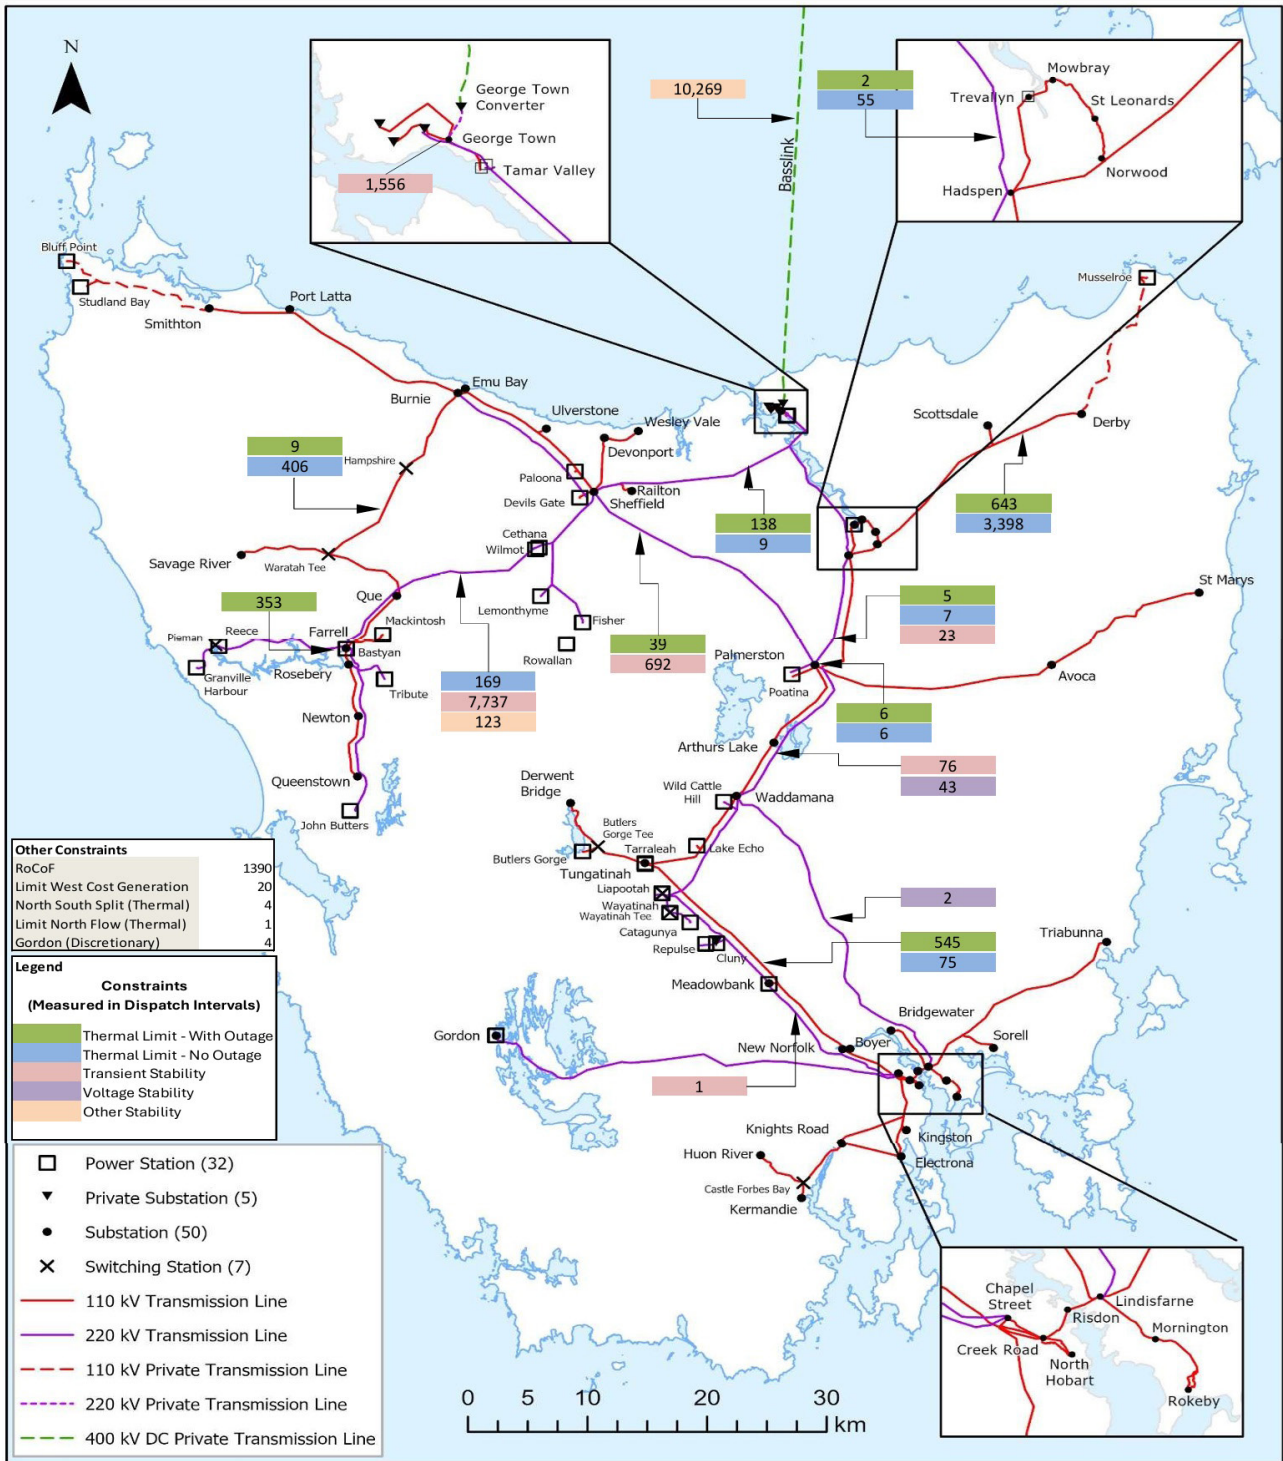 N
George Town
Converter
George Town
1,556
Tamar Valley
10,269
Basslink
2
55
Mowbray
Trevallyn
St Leonards
Norwood
Hadspen
Bluff Point
Studland Bay
Smithton
Port Latta
Musselroe
Emu Bay
Burnie
Ulverstone
Wesley Vale
Devonport
Scottsdale
Derby
9
406
Hampshire
Paloona
Devils Gate
Railton
Sheffield
643
3,398
138
9
Cethana
Wilmot
Savage River
Waratah Tee
St Marys
353
Que
Lemonthyme
Fisher
5
7
23
Mackintosh
Pieman
Reece
Farrell
Bastyan
39
692
Rowallan
Palmerston
Poatina
Granville
Harbour
Rosebery
Tribute
169
7,737
123
Avoca
6
6
Newton
Arthurs Lake
76
43
Queenstown
Derwent
Bridge
Wild Cattle
Hill
Waddamana
John Butters
Butlers
Gorge Tee
Butlers Gorge
Tarraleah
Lake Echo
Tungatinah
Liapootah
Wayatinah
Wayatinah Tee
Catagunya
Repulse
Cluny
2
545
75
Triabunna
Meadowbank
Bridgewater
Gordon
New Norfolk
Boyer
Sorell
1
Knights Road
Kingston
Huon River
Electrona
Castle Forbes Bay
Kermandie
Other Constraints
RoCoF 1390
Limit West Cost Generation 20
North South Split (Thermal) 4
Limit North Flow (Thermal) 1
Gordon (Discretionary) 4
Legend
Constraints
(Measured in Dispatch Intervals)
Thermal Limit - With Outage
Thermal Limit - No Outage
Transient Stability
Voltage Stability
Other Stability
Power Station (32)
Private Substation (5)
Substation (50)
Switching Station (7)
110 kV Transmission Line
220 kV Transmission Line
110 kV Private Transmission Line
220 kV Private Transmission Line
400 kV DC Private Transmission Line
0 5 10 20 30
km
Chapel
Street
Lindisfarne
Risdon
Mornington
Creek Road
North
Hobart
Rokeby